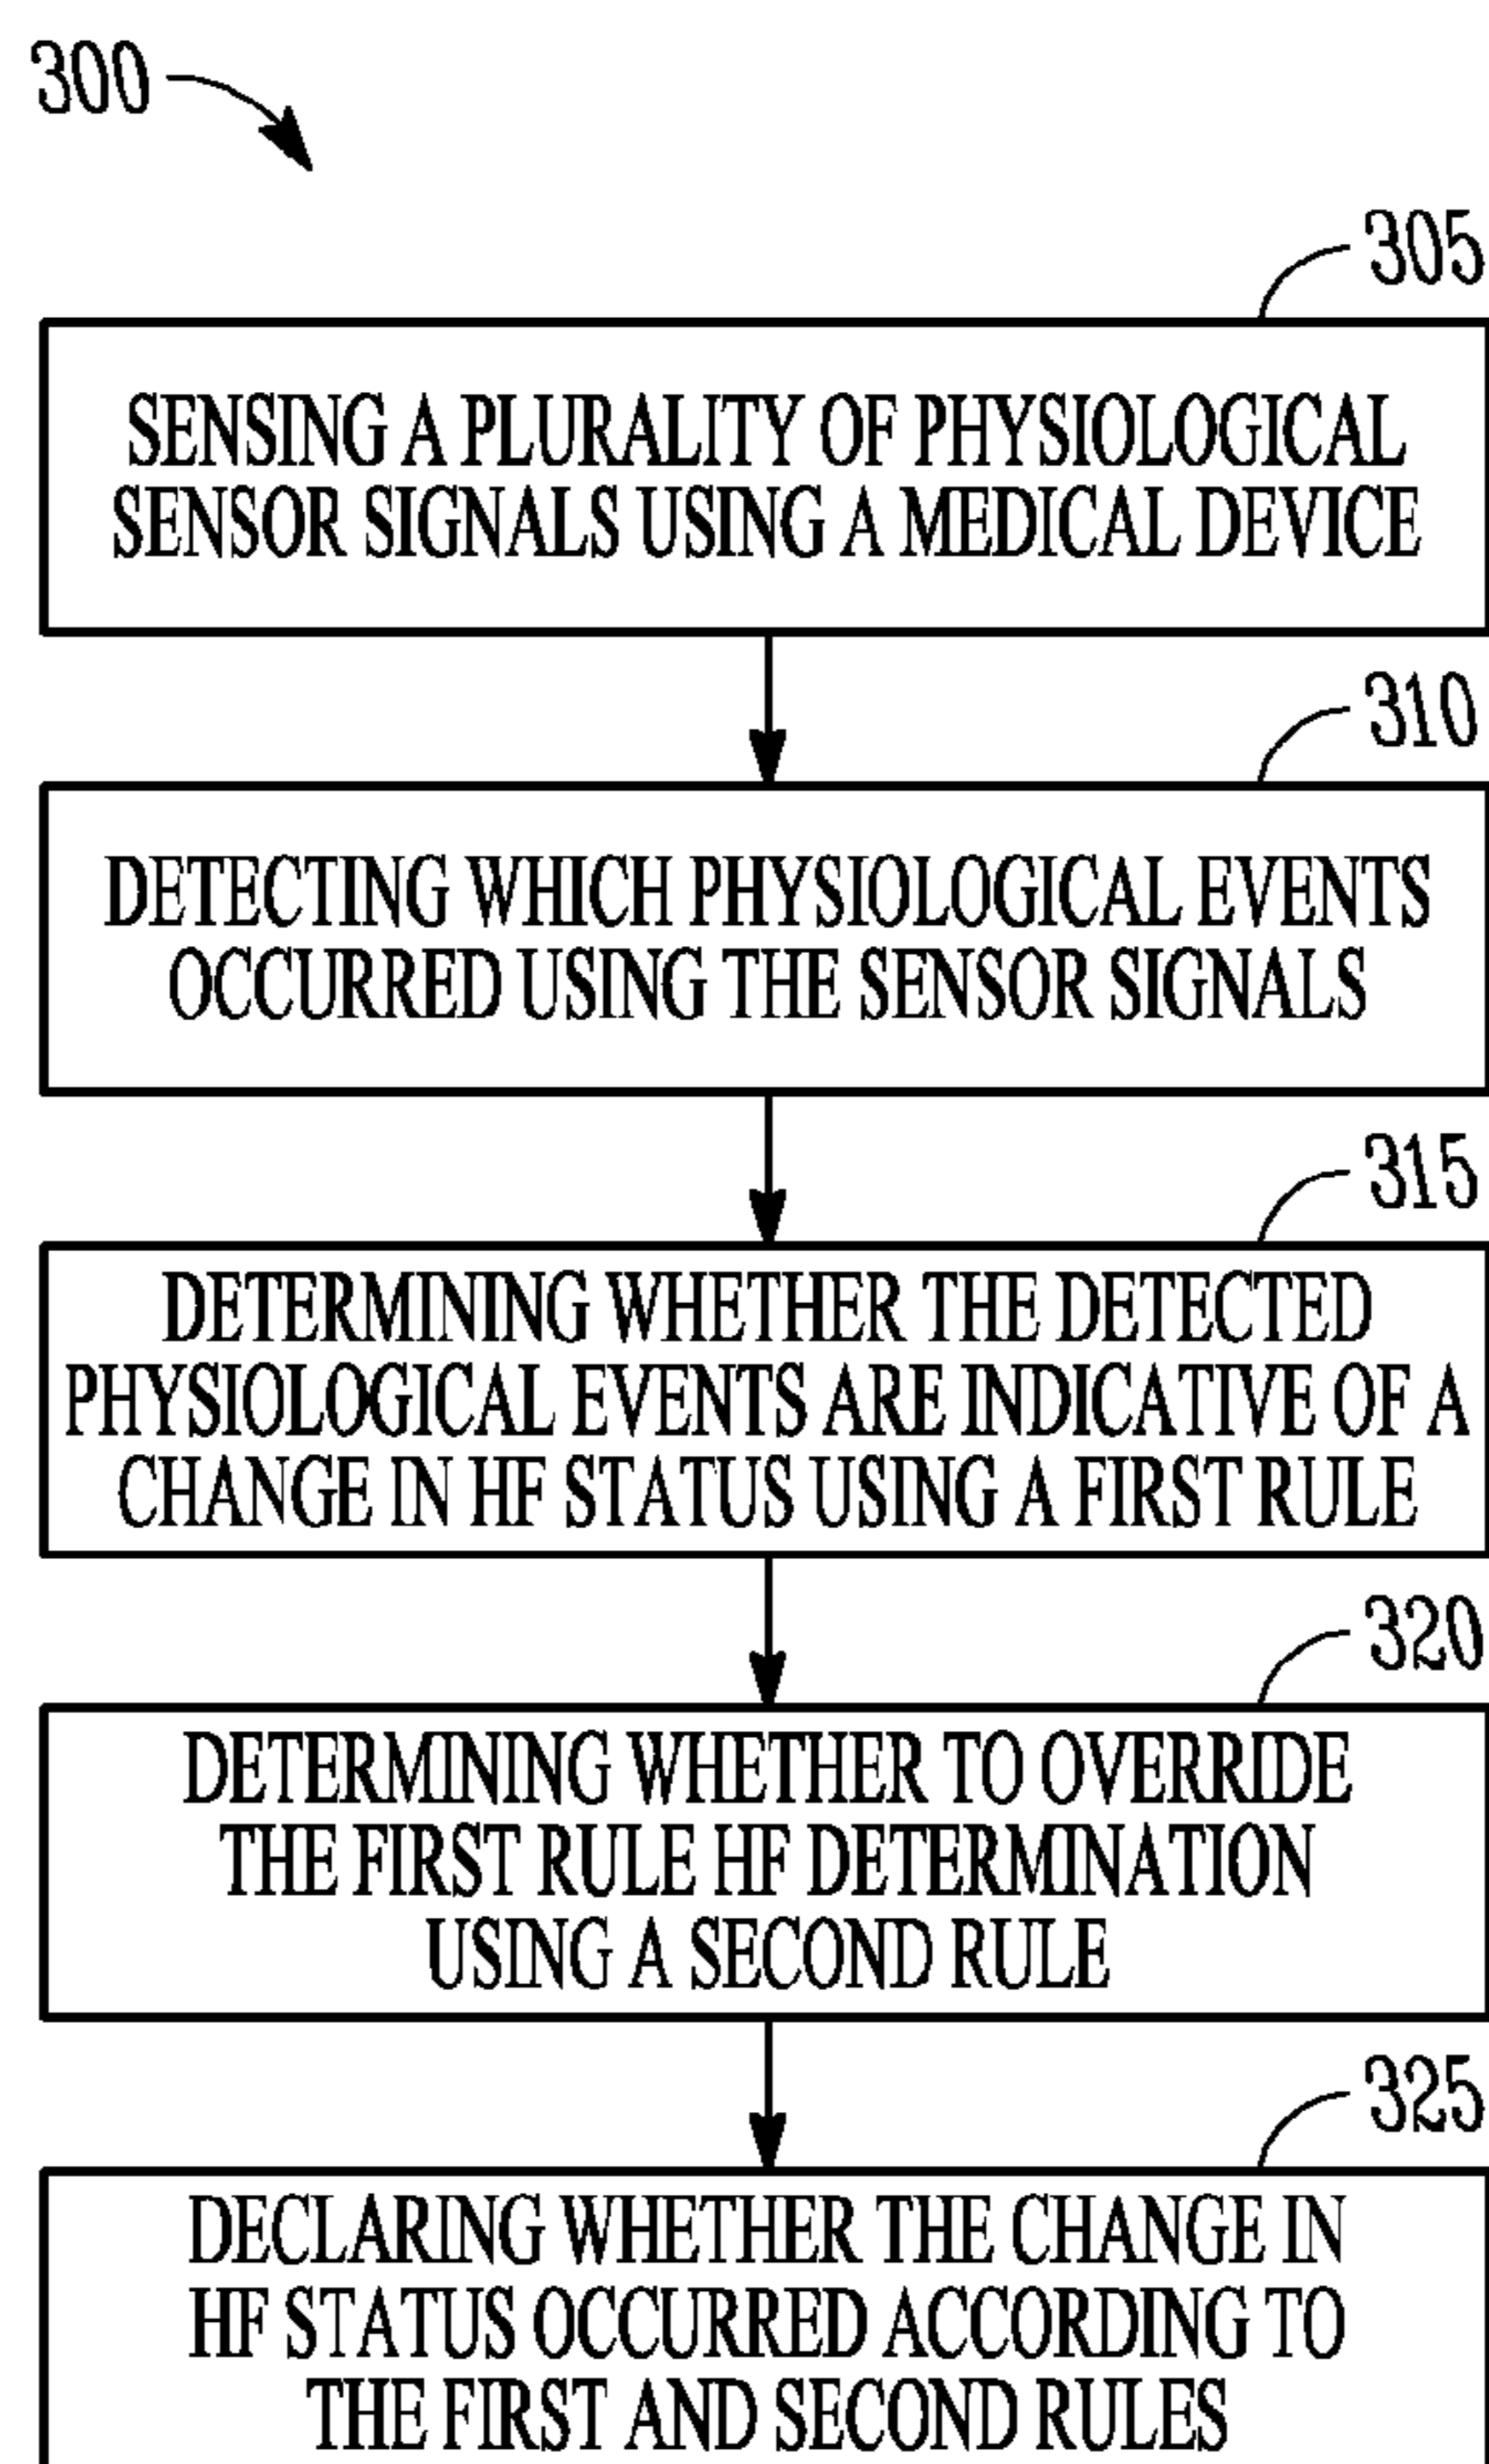 300
305
SENSING A PLURALITY OF PHYSIOLOGICAL
SENSOR SIGNALS USING A MEDICAL DEVICE
310
DETECTING WHICH PHYSIOLOGICAL EVENTS
OCCURRED USING THE SENSOR SIGNALS
315
DETERMINING WHETHER THE DETECTED
PHYSIOLOGICAL EVENTS ARE INDICATIVE OF A
CHANGE IN HF STATUS USING A FIRST RULE
320
DETERMINING WHETHER TO OVERRIDE
THE FIRST RULE HF DETERMINATION
USING A SECOND RULE
325
DECLARING WHETHER THE CHANGE IN
HF STATUS OCCURRED ACCORDING TO
THE FIRST AND SECOND RULES